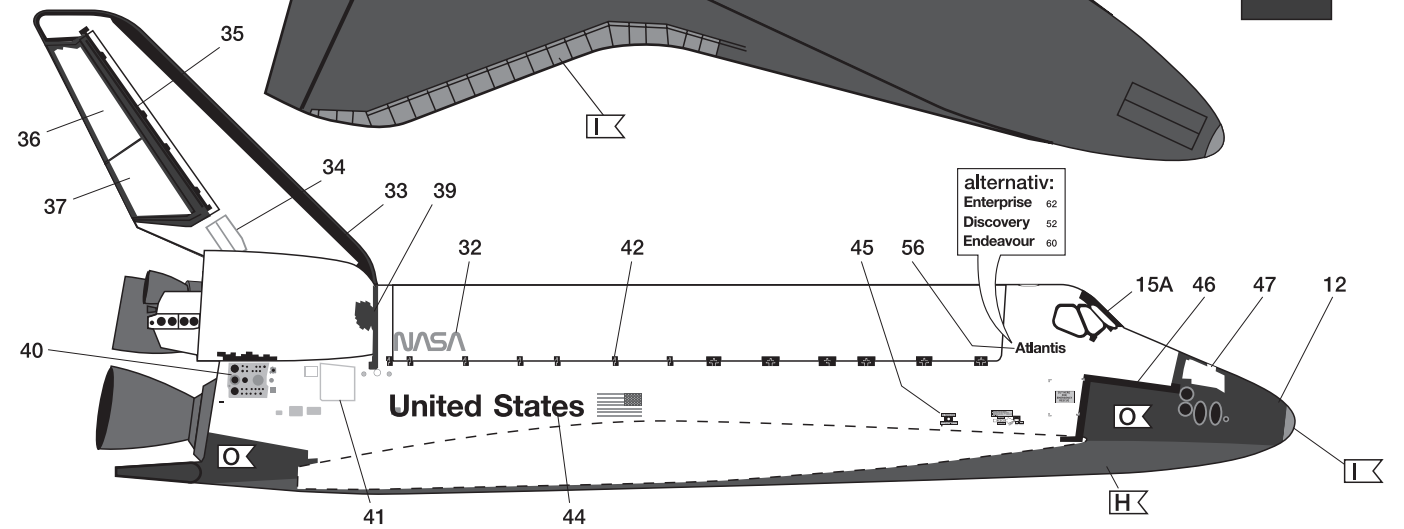 35
36
I
37
34
33
39
alternativ:
Enterprise 62
Discovery 52
Endeavour 60
32
42
45
56
15A
46
47
12
NASA
Atlantis
40
United States
O
O
I
H
41
44